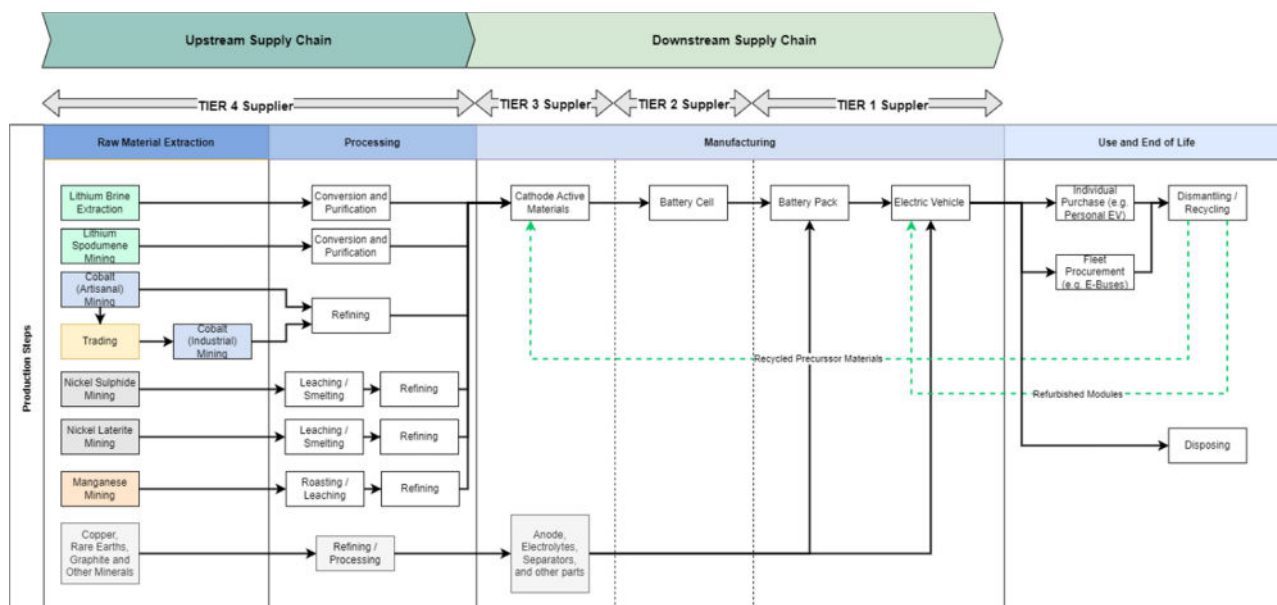 Upstream Supply Chain
Downstream Supply Chain
TIER 4 Supplier
TIER 3 Suppler
TIER 2 Suppler
TIER 1 Suppler
Production Steps
Raw Material Extraction
Processing
Manufacturing
Use and End of Life
Lithium Brine
Extraction
Conversion and
Purification
Cathode Active
Materials
Battery Cell
Battery Pack
Electric Vehicle
Individual
Purchase (e.g.
Personal EV)
Dismantling /
Recycling
Lithium
Spodumene
Mining
Conversion and
Purification
Fleet
Procurement
(e.g. E-Buses)
Cobalt
(Artisanal)
Mining
Refining
Trading
Cobalt
(Industrial)
Mining
Recycled Precurssor Materials
Nickel Sulphide
Mining
Leaching /
Smelting
Refining
Refurbished Modules
Nickel Laterite
Mining
Leaching /
Smelting
Refining
Disposing
Manganese
Mining
Roasting /
Leaching
Refining
Copper,
Rare Earths,
Graphite and
Other Minerals
Refining /
Processing
Anode,
Electrolytes,
Separators,
and other parts